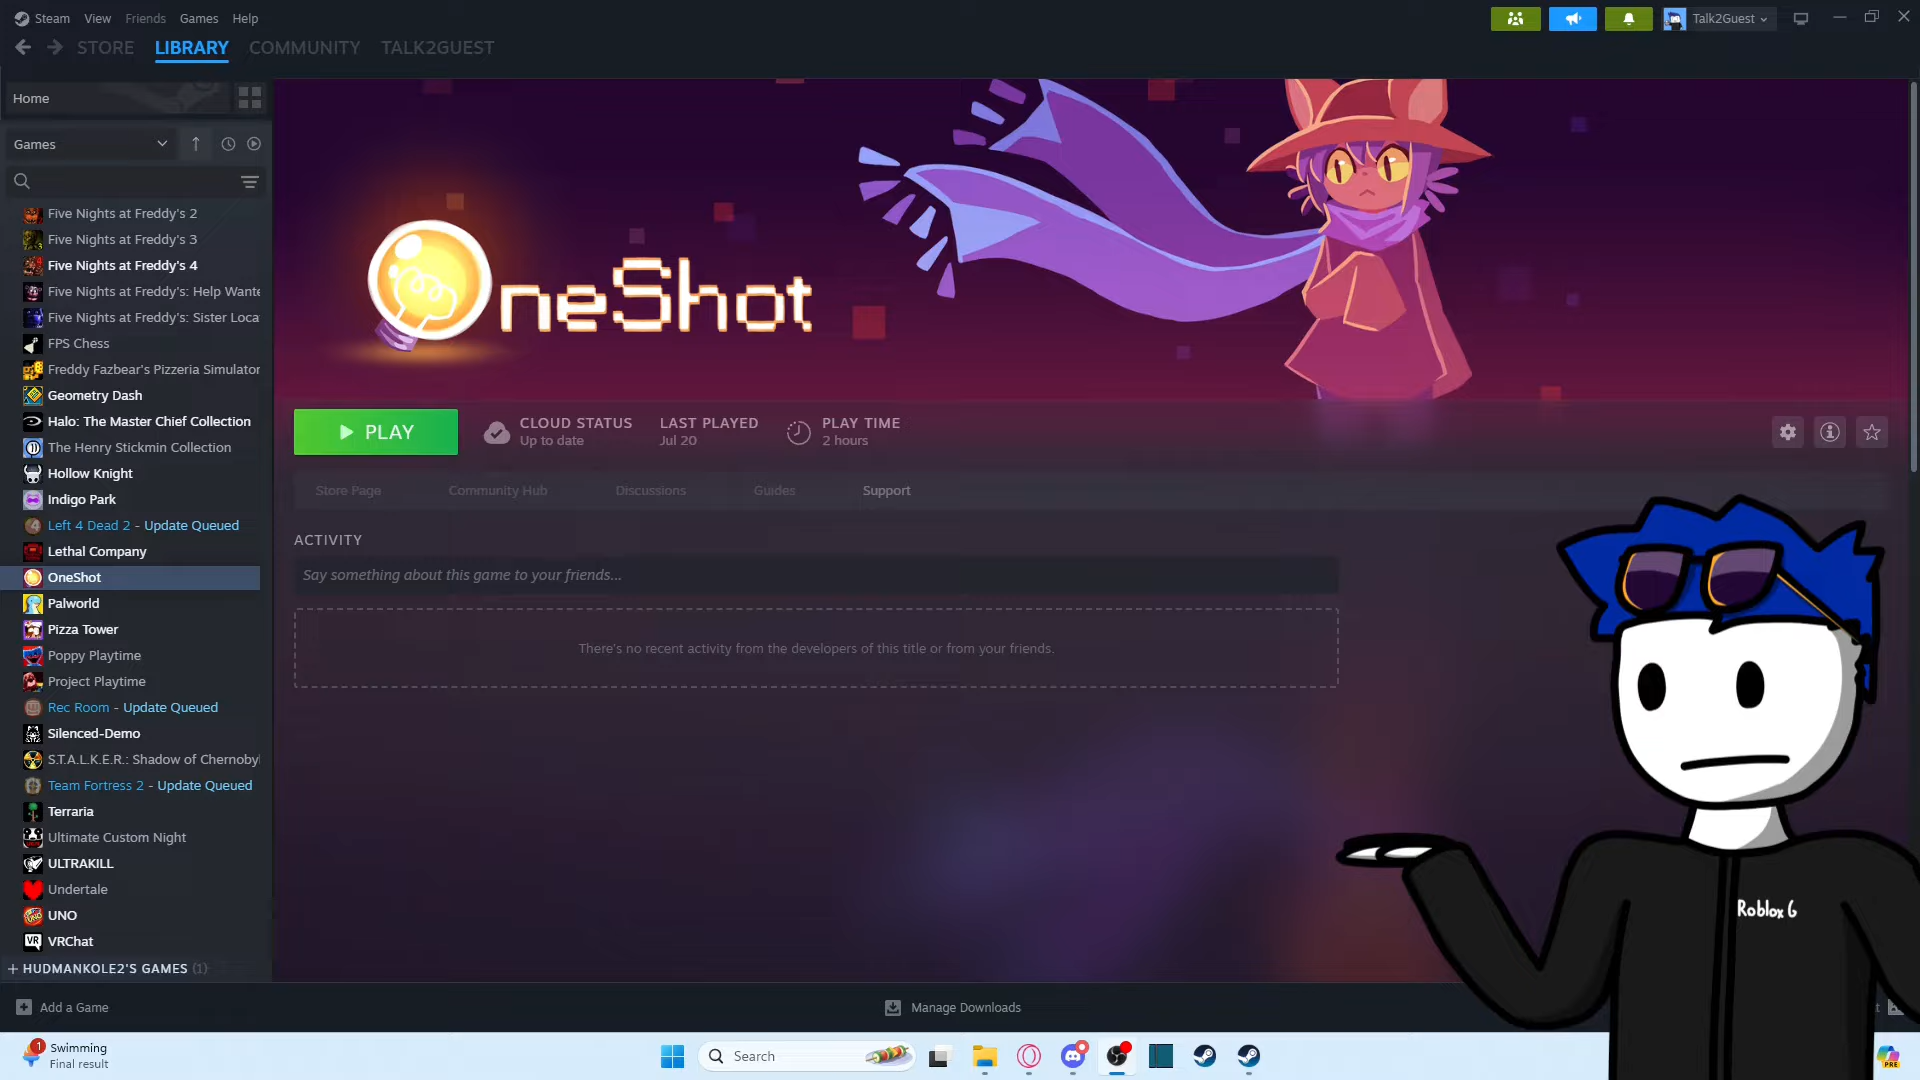 Steam View Friends Games Help
Talk2Guest
STORE LIBRARY COMMUNITY TALK2GUEST
Home
Games
Five Nights at Freddy's 2
Five Nights at Freddy's 3
Five Nights at Freddy's 4
Five Nights at Freddy's: Help Wante
Five Nights at Freddy's: Sister Loca
FPS Chess
Freddy Fazbear's Pizzeria Simulator
Geometry Dash
Halo: The Master Chief Collection
The Henry Stickmin Collection
Hollow Knight
Indigo Park
Left 4 Dead 2 - Update Queued
Lethal Company
OneShot
Palworld
Pizza Tower
Poppy Playtime
Project Playtime
Rec Room - Update Queued
Silenced-Demo
S.T.A.L.K.E.R.: Shadow of Chernoby
Team Fortress 2 - Update Queued
Terraria
Ultimate Custom Night
ULTRAKILL
Undertale
UNO
VRChat
HUDMANKOLE2'S GAMES (1)
OneShot
PLAY
CLOUD STATUS
Up to date
LAST PLAYED
Jul 20
PLAY TIME
2 hours
Store Page Community Hub Discussions Guides Support
ACTIVITY
Say something about this game to your friends...
There's no recent activity from the developers of this title or from your friends.
Roblox G
Add a Game
Manage Downloads
1
Swimming
Final result
Search
PRE